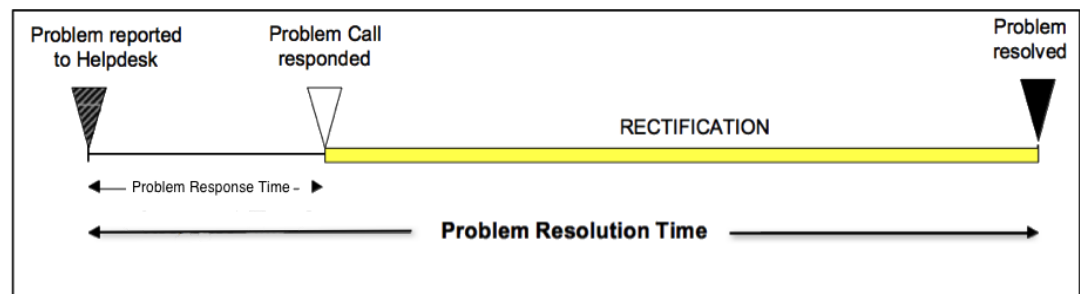 Problem reported
to Helpdesk
Problem Call
responded
Problem
resolved
RECTIFICATION
Problem Response Time -
Problem Resolution Time